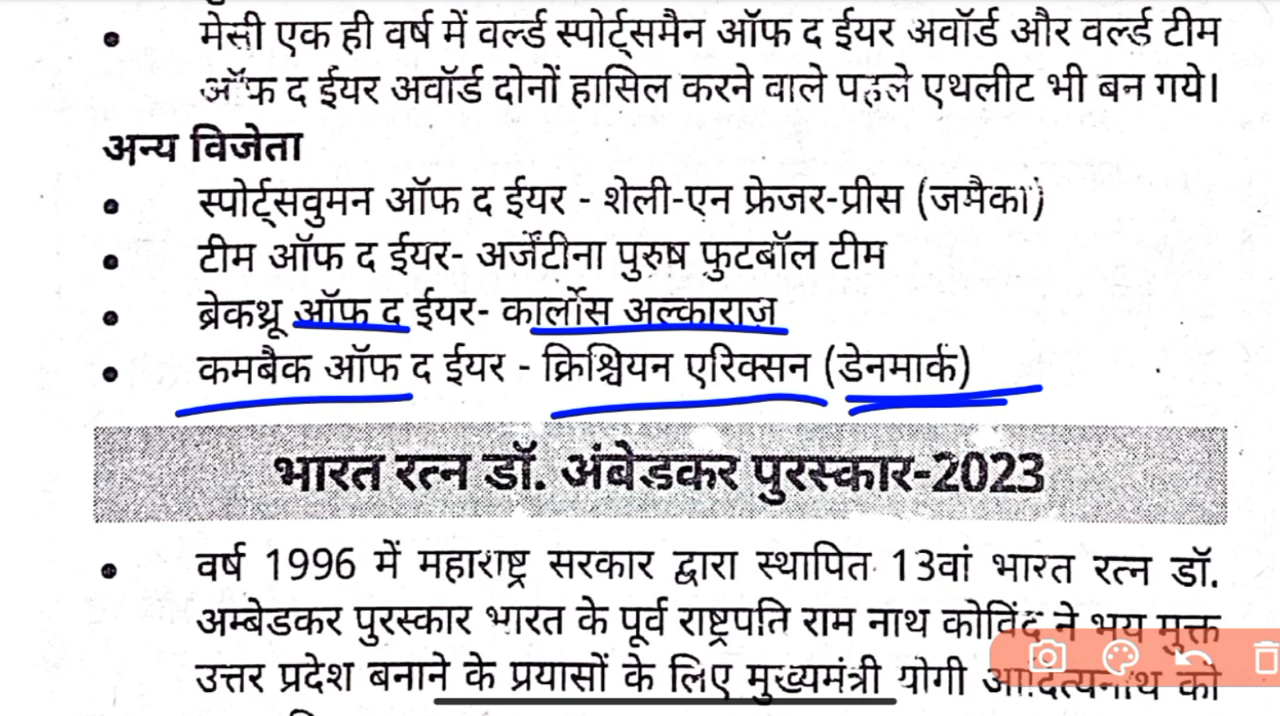 मेसी एक ही वर्ष में वर्ल्ड स्पोर्ट्समैन ऑफ द ईयर अवॉर्ड और वर्ल्ड टीम
ऑफ द ईयर अवॉर्ड दोनों हासिल करने वाले पहले एथलीट भी बन गये।
अन्य विजेता
स्पोर्ट्सवुमन ऑफ द ईयर - शेली-एन फ्रेजर-प्रीस (जमैका)
टीम ऑफ द ईयर- अर्जेंटीना पुरुष फुटबॉल टीम
ब्रेकथ्रू ऑफ द ईयर- कार्लोस अल्काराज
कमबैक ऑफ द ईयर - क्रिश्चियन एरिक्सन (डेनमार्क)
भारत रत्न डॉ. अंबेडकर पुरस्कार-2023
वर्ष 1996 में महाराष्ट्र सरकार द्वारा स्थापित 13वां भारत रत्न डॉ.
अम्बेडकर पुरस्कार भारत के पूर्व राष्ट्रपति राम नाथ कोविंद ने भय मुक्त
उत्तर प्रदेश बनाने के प्रयासों के लिए मुख्यमंत्री योगी आदित्यनाथ को